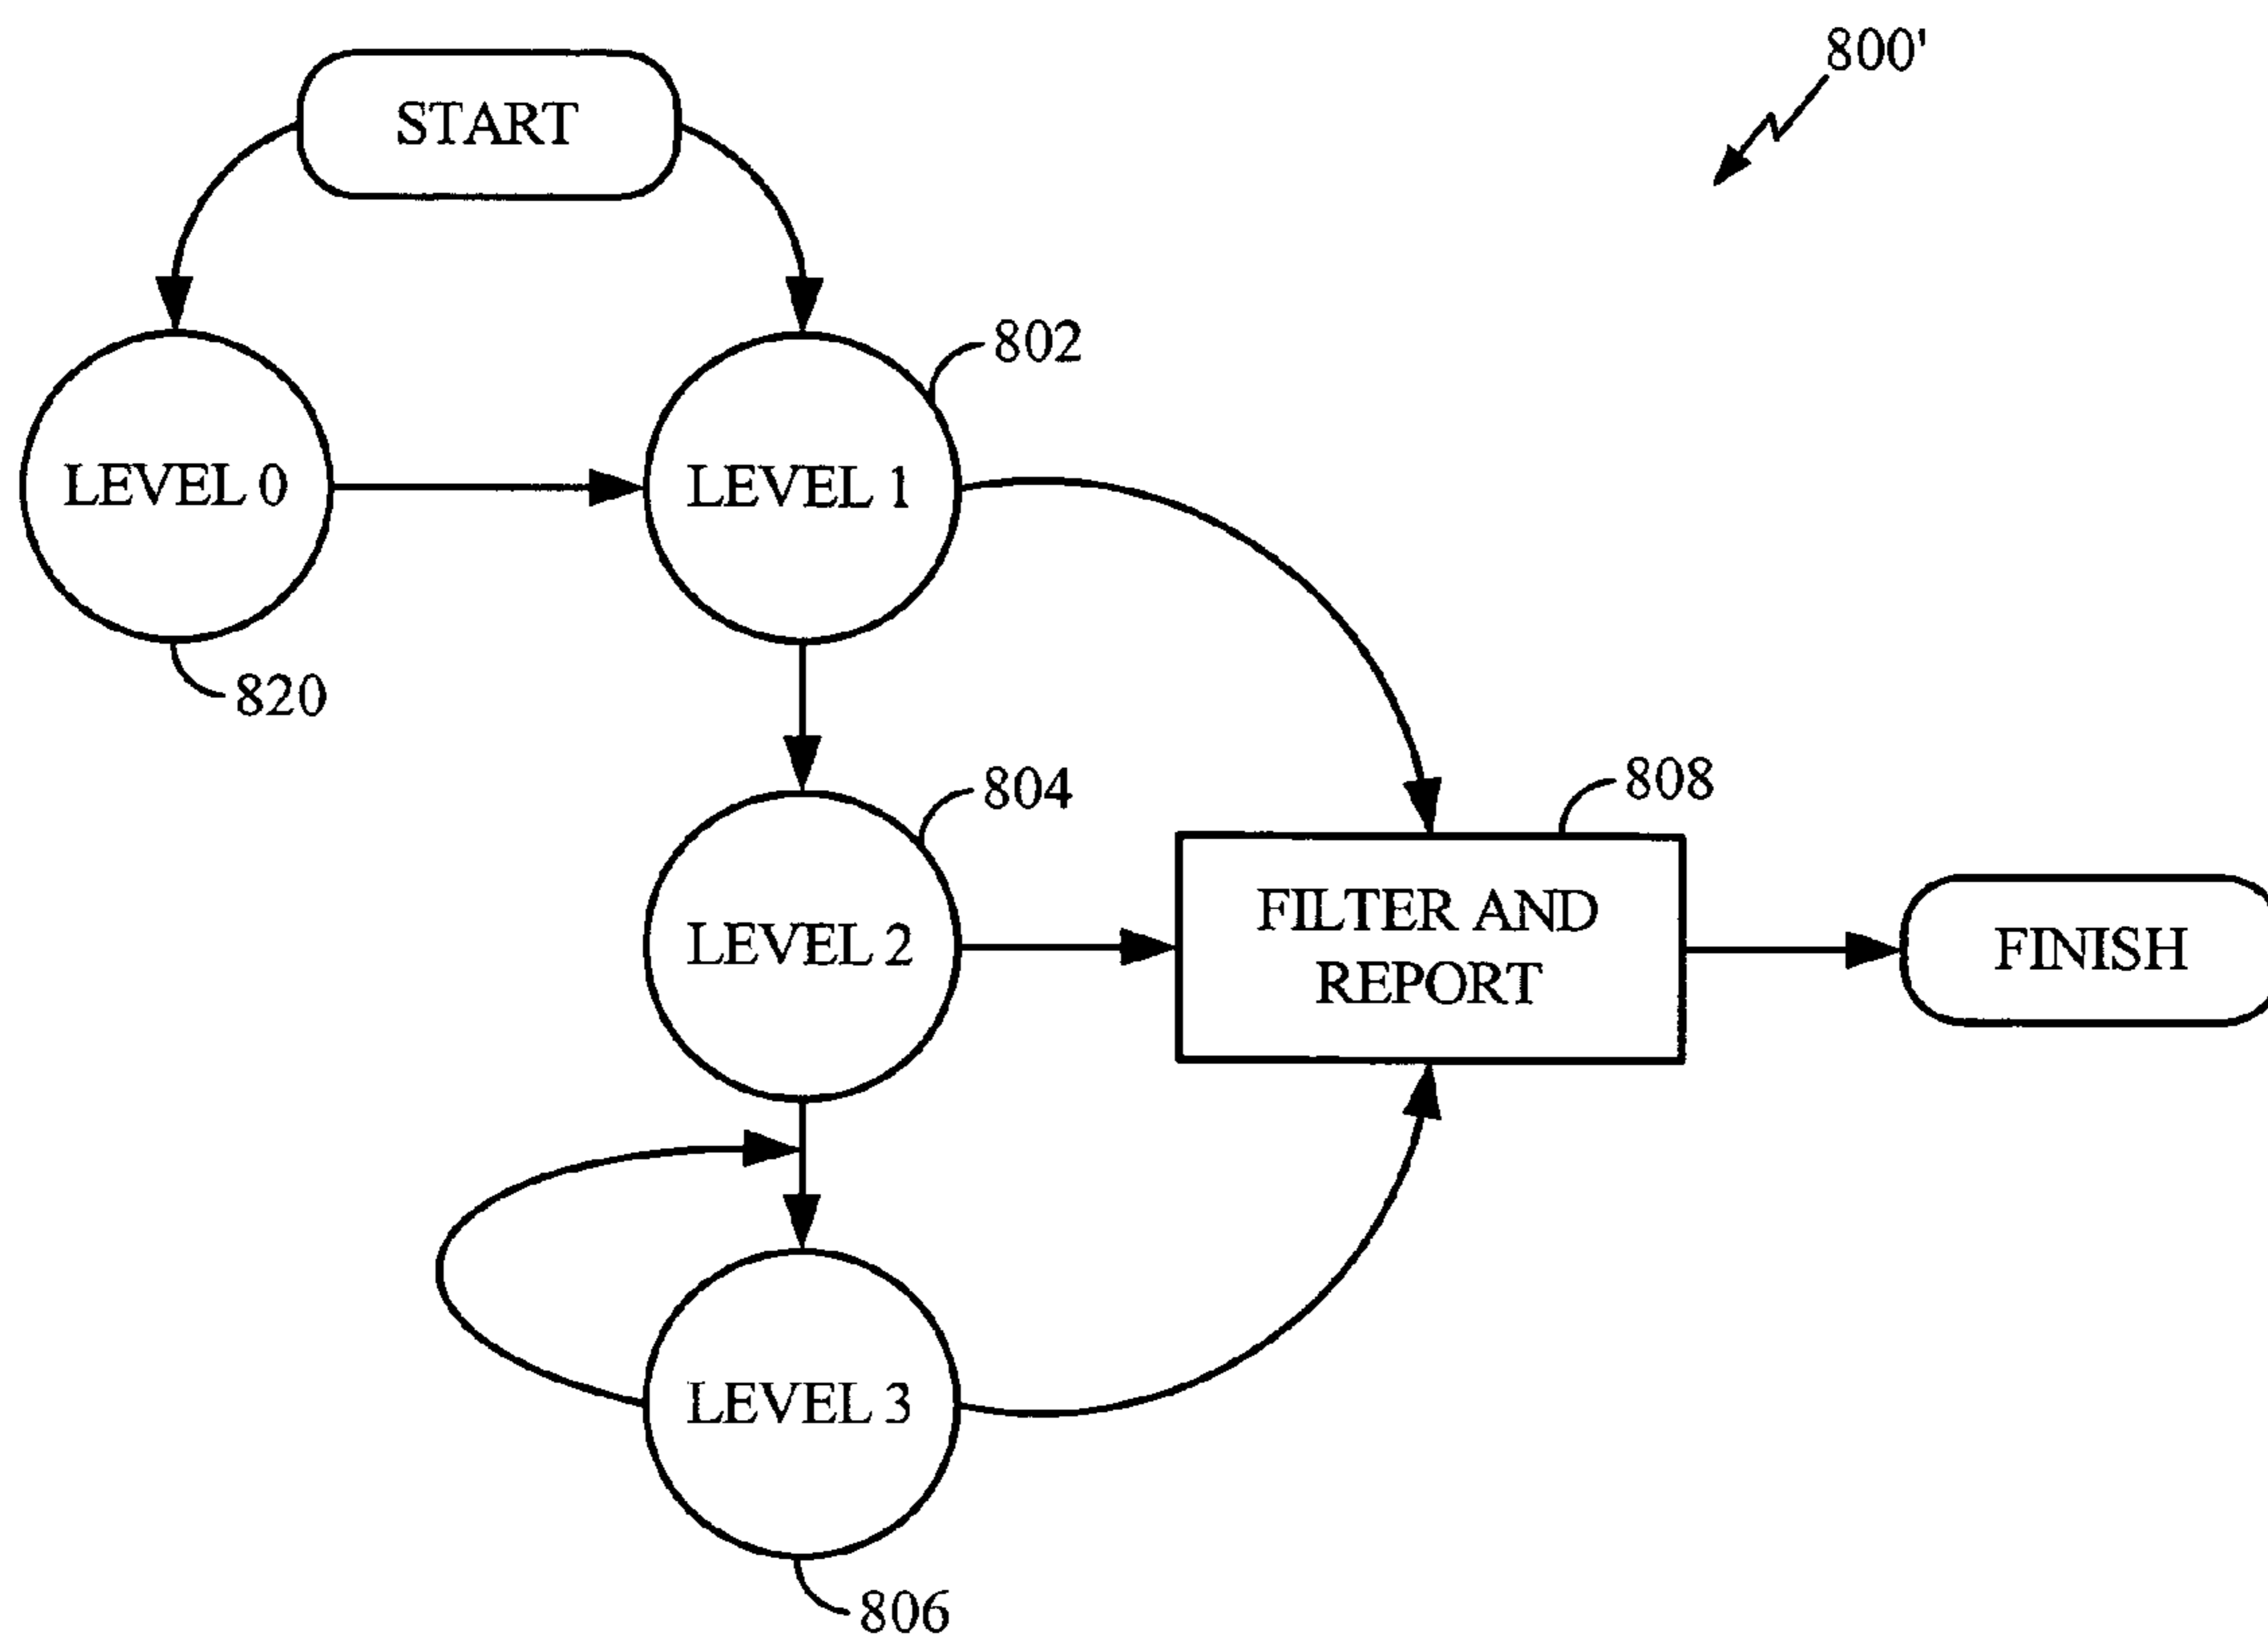 800'
START
802
LEVEL 0
LEVEL 1
820
804
808
LEVEL 2
FILTER AND
REPORT
FINISH
LEVEL 3
806